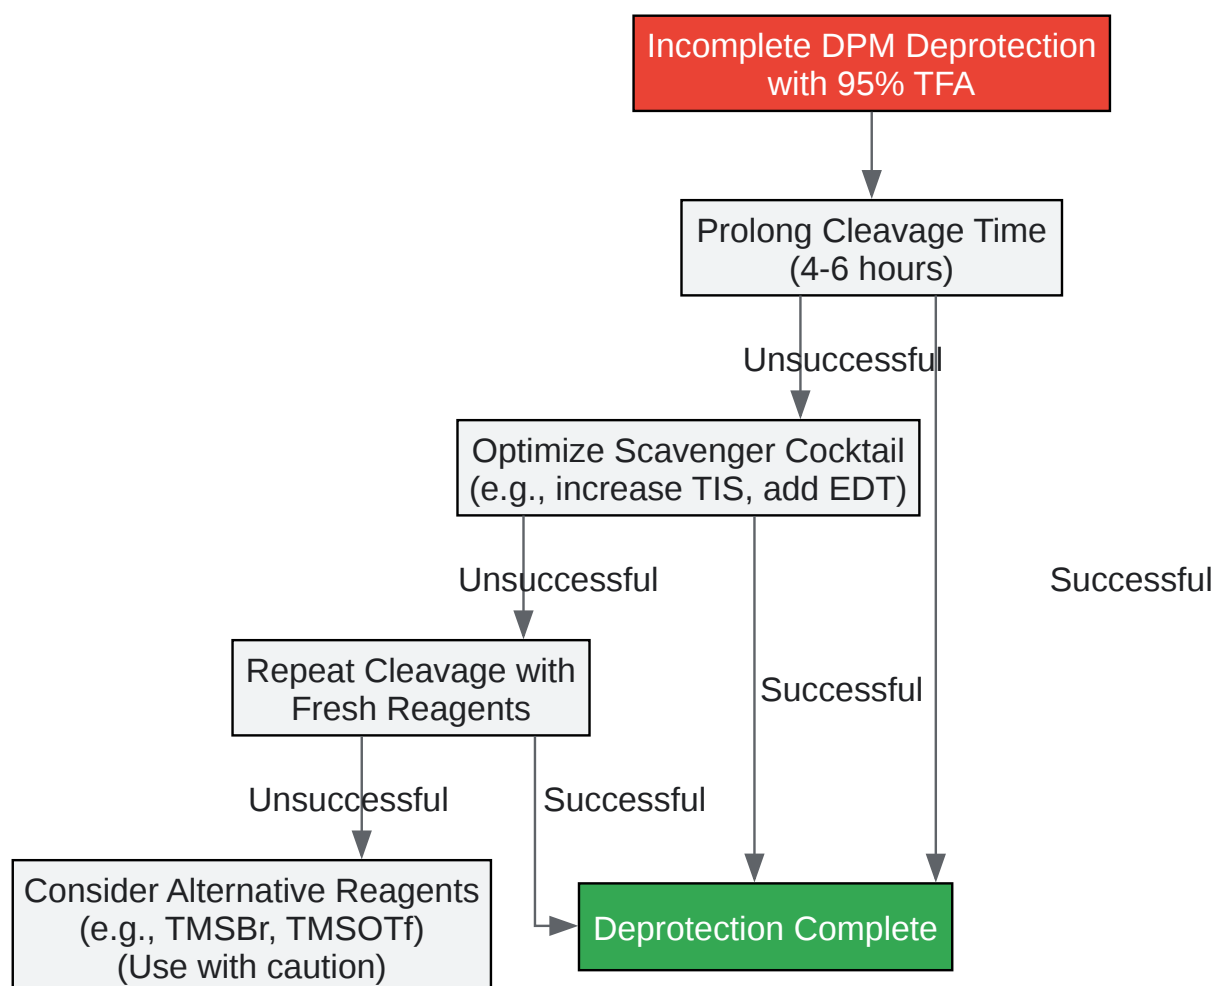 Incomplete DPM Deprotection
with 95% TFA
Prolong Cleavage Time
(4-6 hours)
Unsuccessful
Optimize Scavenger Cocktail
(e.g., increase TIS, add EDT)
Unsuccessful
Successful
Repeat Cleavage with
Fresh Reagents
Successful
Unsuccessful
Successful
Consider Alternative Reagents
(e.g., TMSBr, TMSOTf)
(Use with caution)
Deprotection Complete